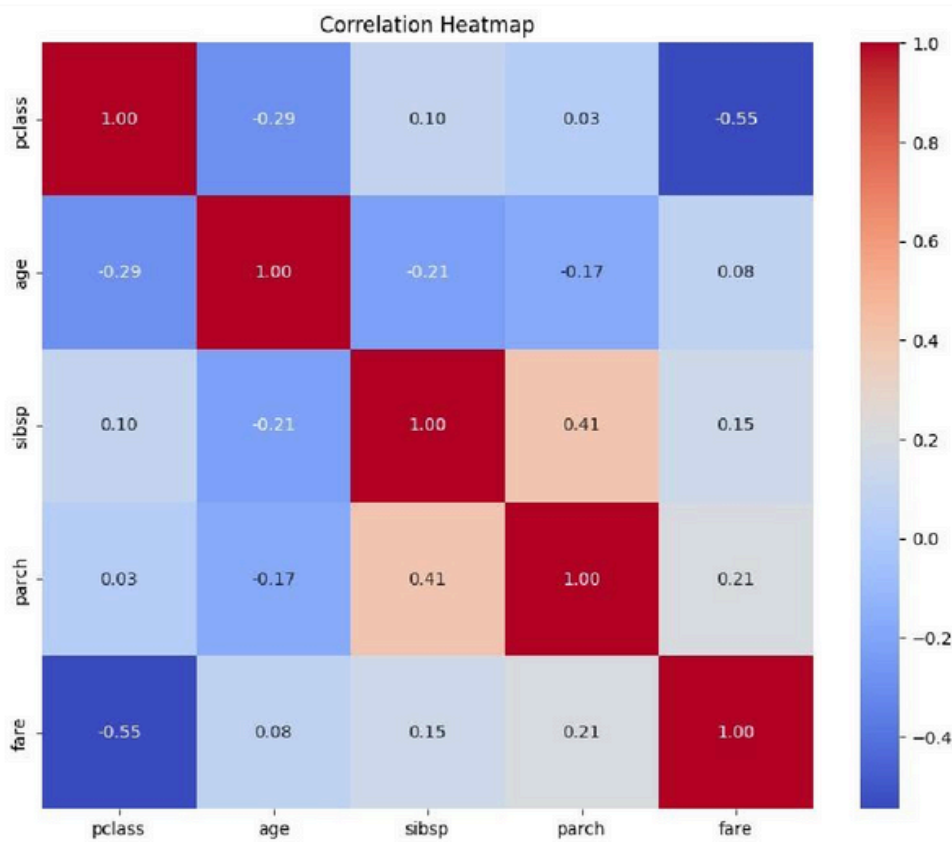 Correlation Heatmap
pclass 1.00 -0.29 0.10 0.03 -0.55
age -0.29 1.00 -0.21 -0.17 0.08
sibsp 0.10 -0.21 1.00 0.41 0.15
parch 0.03 -0.17 0.41 1.00 0.21
fare -0.55 0.08 0.15 0.21 1.00
pclass age sibsp parch fare
1.0
0.8
0.6
0.4
0.2
0.0
-0.2
-0.4